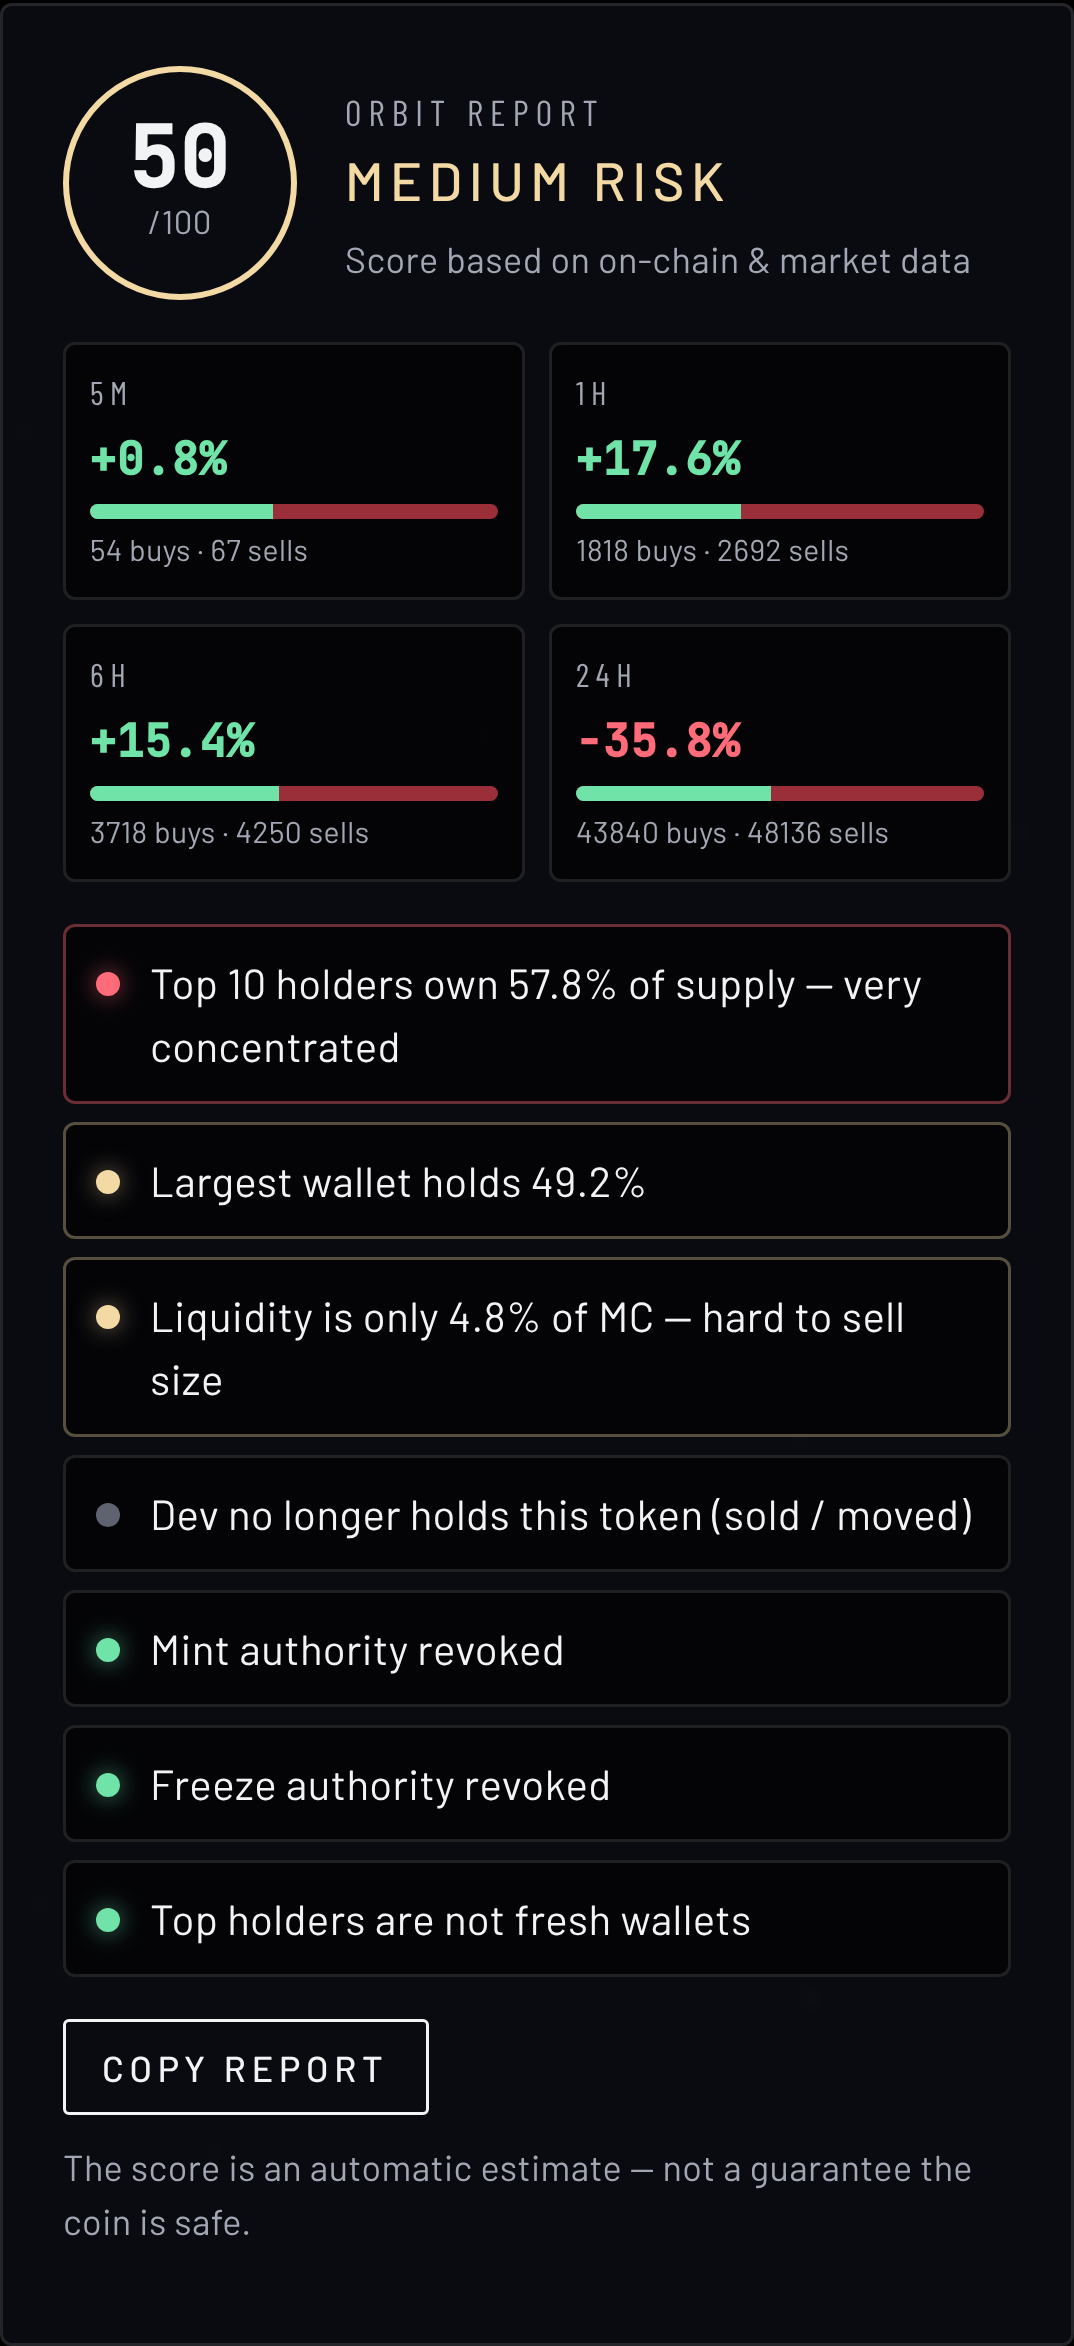 50
/100
ORBIT REPORT
MEDIUM RISK
Score based on on-chain & market data
5M
+0.8%
54 buys · 67 sells
1H
+17.6%
1818 buys · 2692 sells
6H
+15.4%
3718 buys · 4250 sells
24H
-35.8%
43840 buys · 48136 sells
Top 10 holders own 57.8% of supply — very
concentrated
Largest wallet holds 49.2%
Liquidity is only 4.8% of MC — hard to sell
size
Dev no longer holds this token (sold / moved)
Mint authority revoked
Freeze authority revoked
Top holders are not fresh wallets
COPY REPORT
The score is an automatic estimate — not a guarantee the
coin is safe.